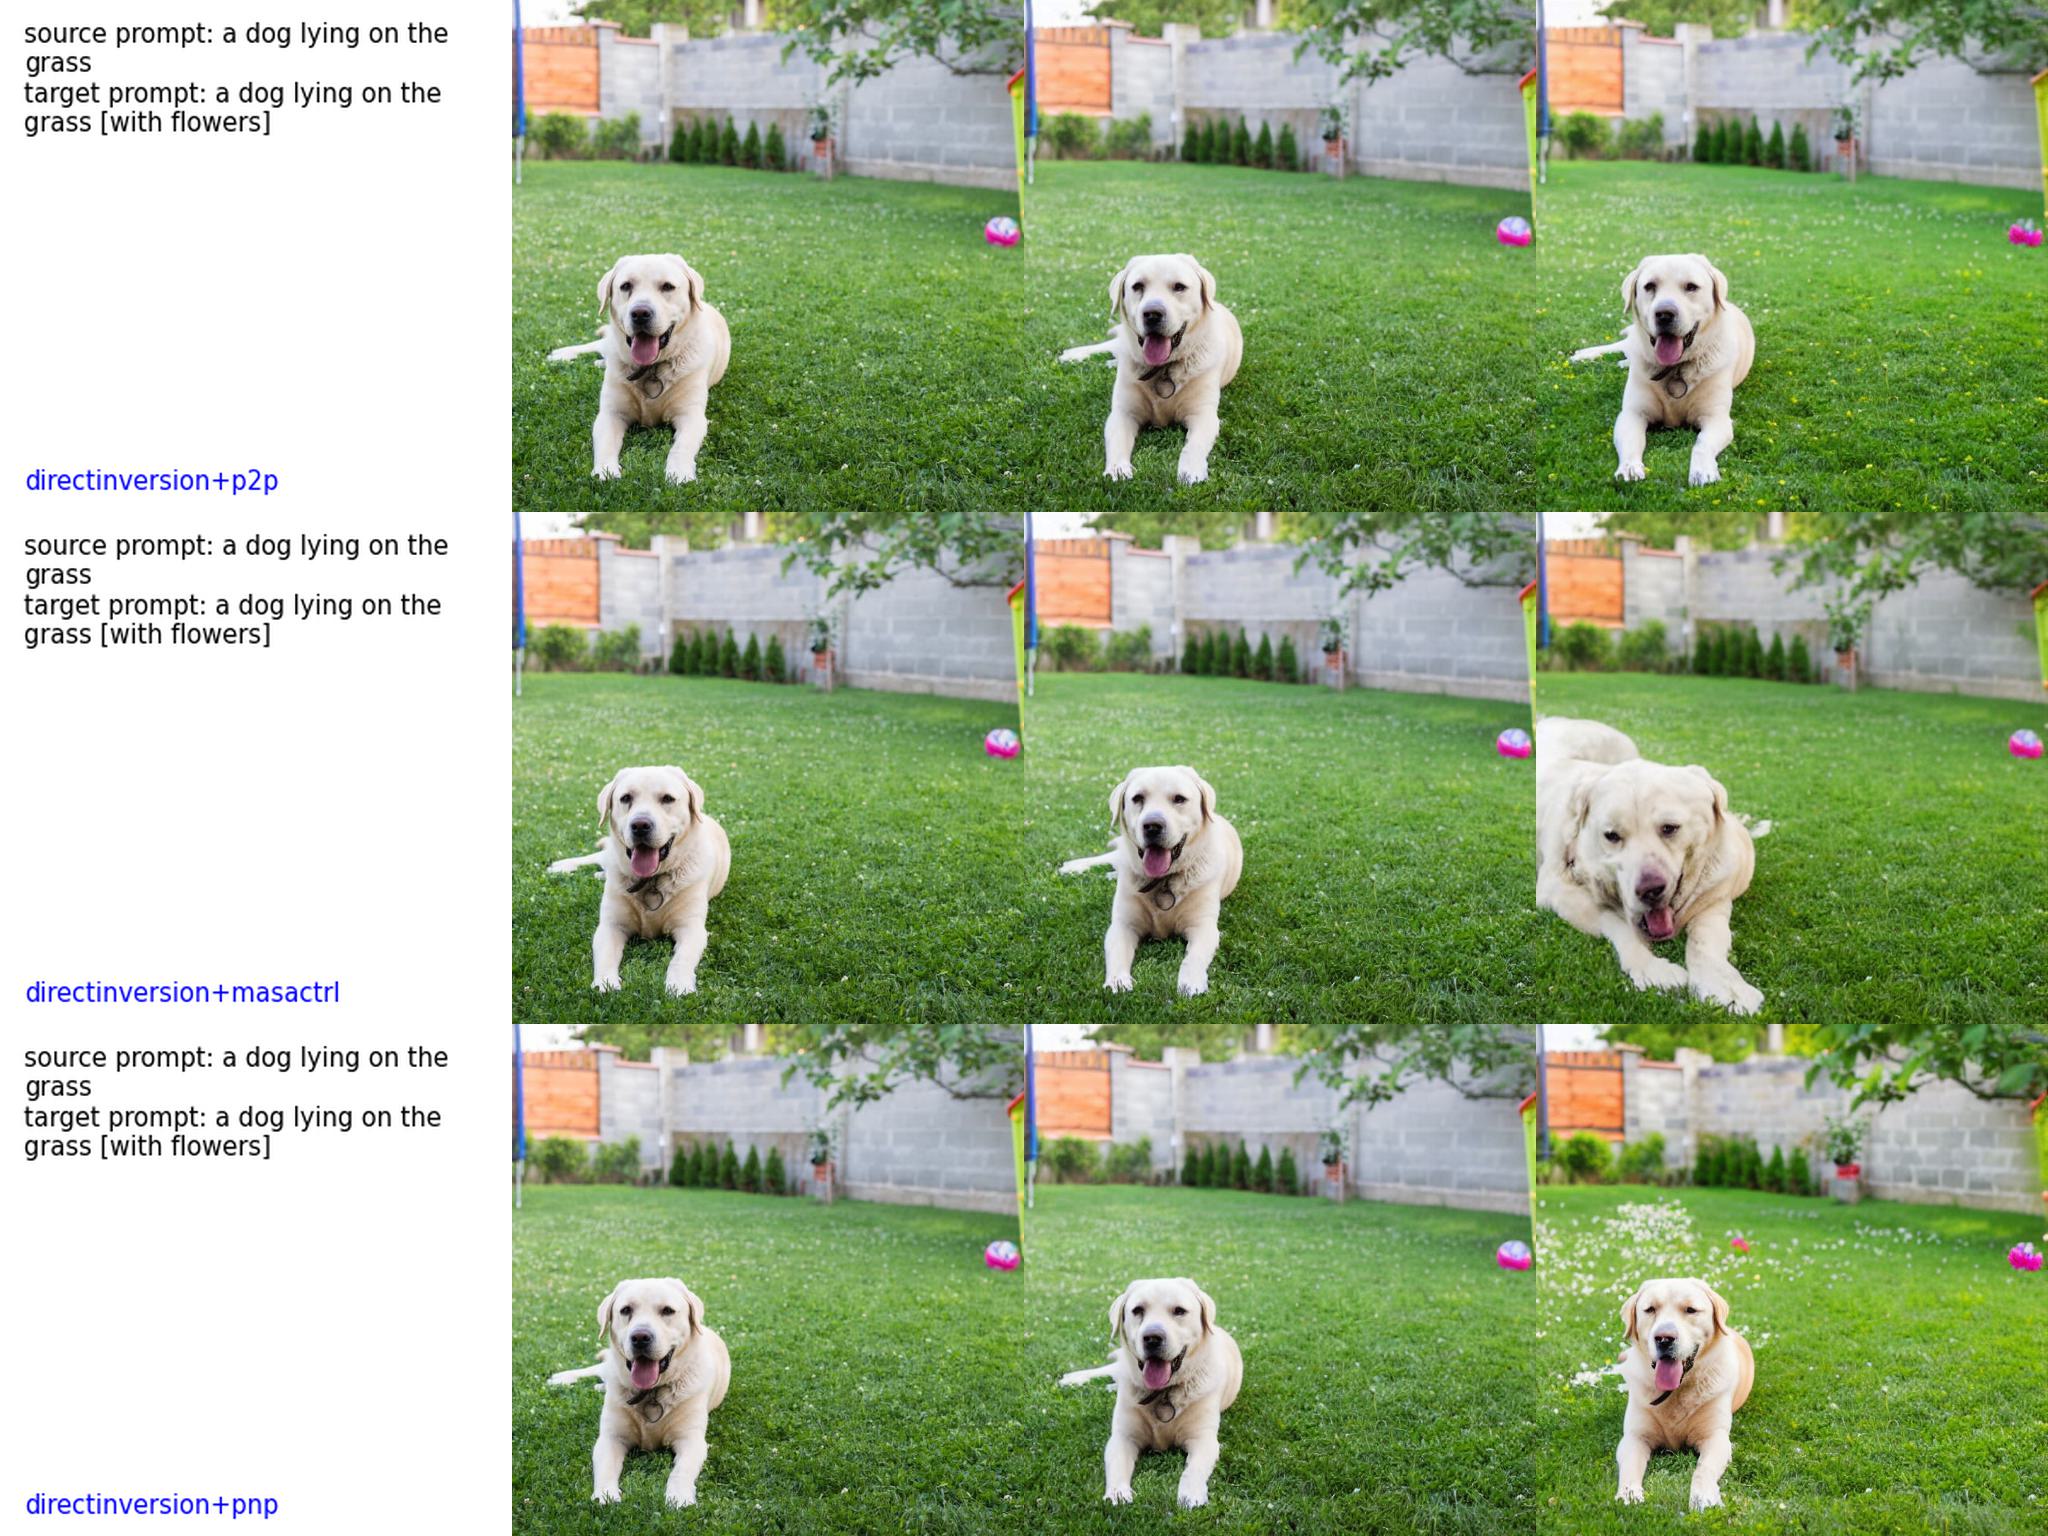 source prompt: a dog lying on the
grass
target prompt: a dog lying on the
grass [with flowers]
directinversion+p2p
source prompt: a dog lying on the
grass
target prompt: a dog lying on the
grass [with flowers]
directinversion+masactrl
source prompt: a dog lying on the
grass
target prompt: a dog lying on the
grass [with flowers]
directinversion+pnp